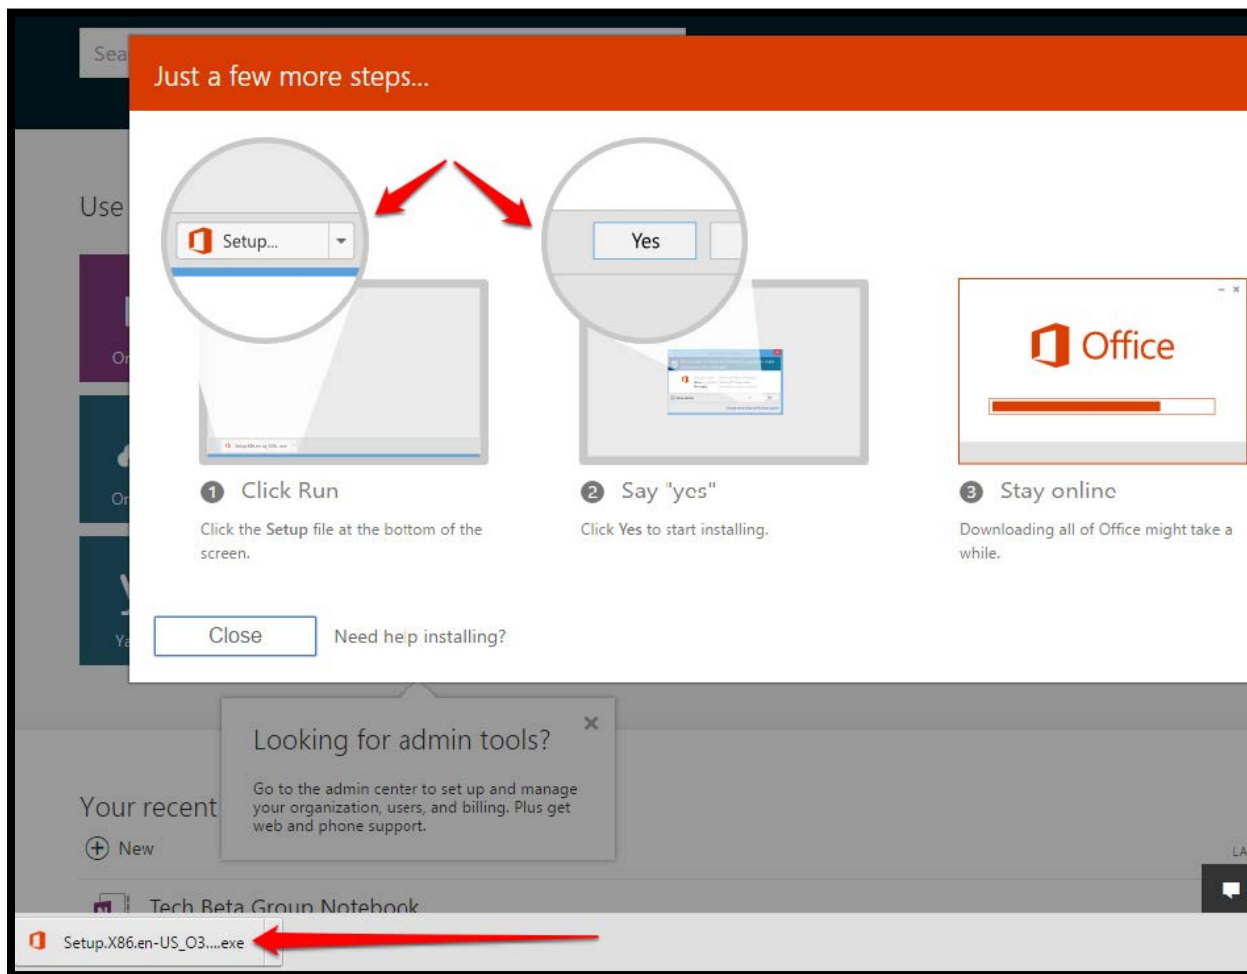 Sea
Just a few more steps...
Use
Setup...
Yes
Office
Or
Or
Ya
1 Click Run
Click the Setup file at the bottom of the
screen.
2 Say "yes"
Click Yes to start installing.
3 Stay online
Downloading all of Office might take a
while.
Close
Need help installing?
Looking for admin tools?
Go to the admin center to set up and manage
your organization, users, and billing. Plus get
web and phone support.
Your recent
New
LA
Tech Beta Group Notebook
Setup.X86.en-US_O3....exe